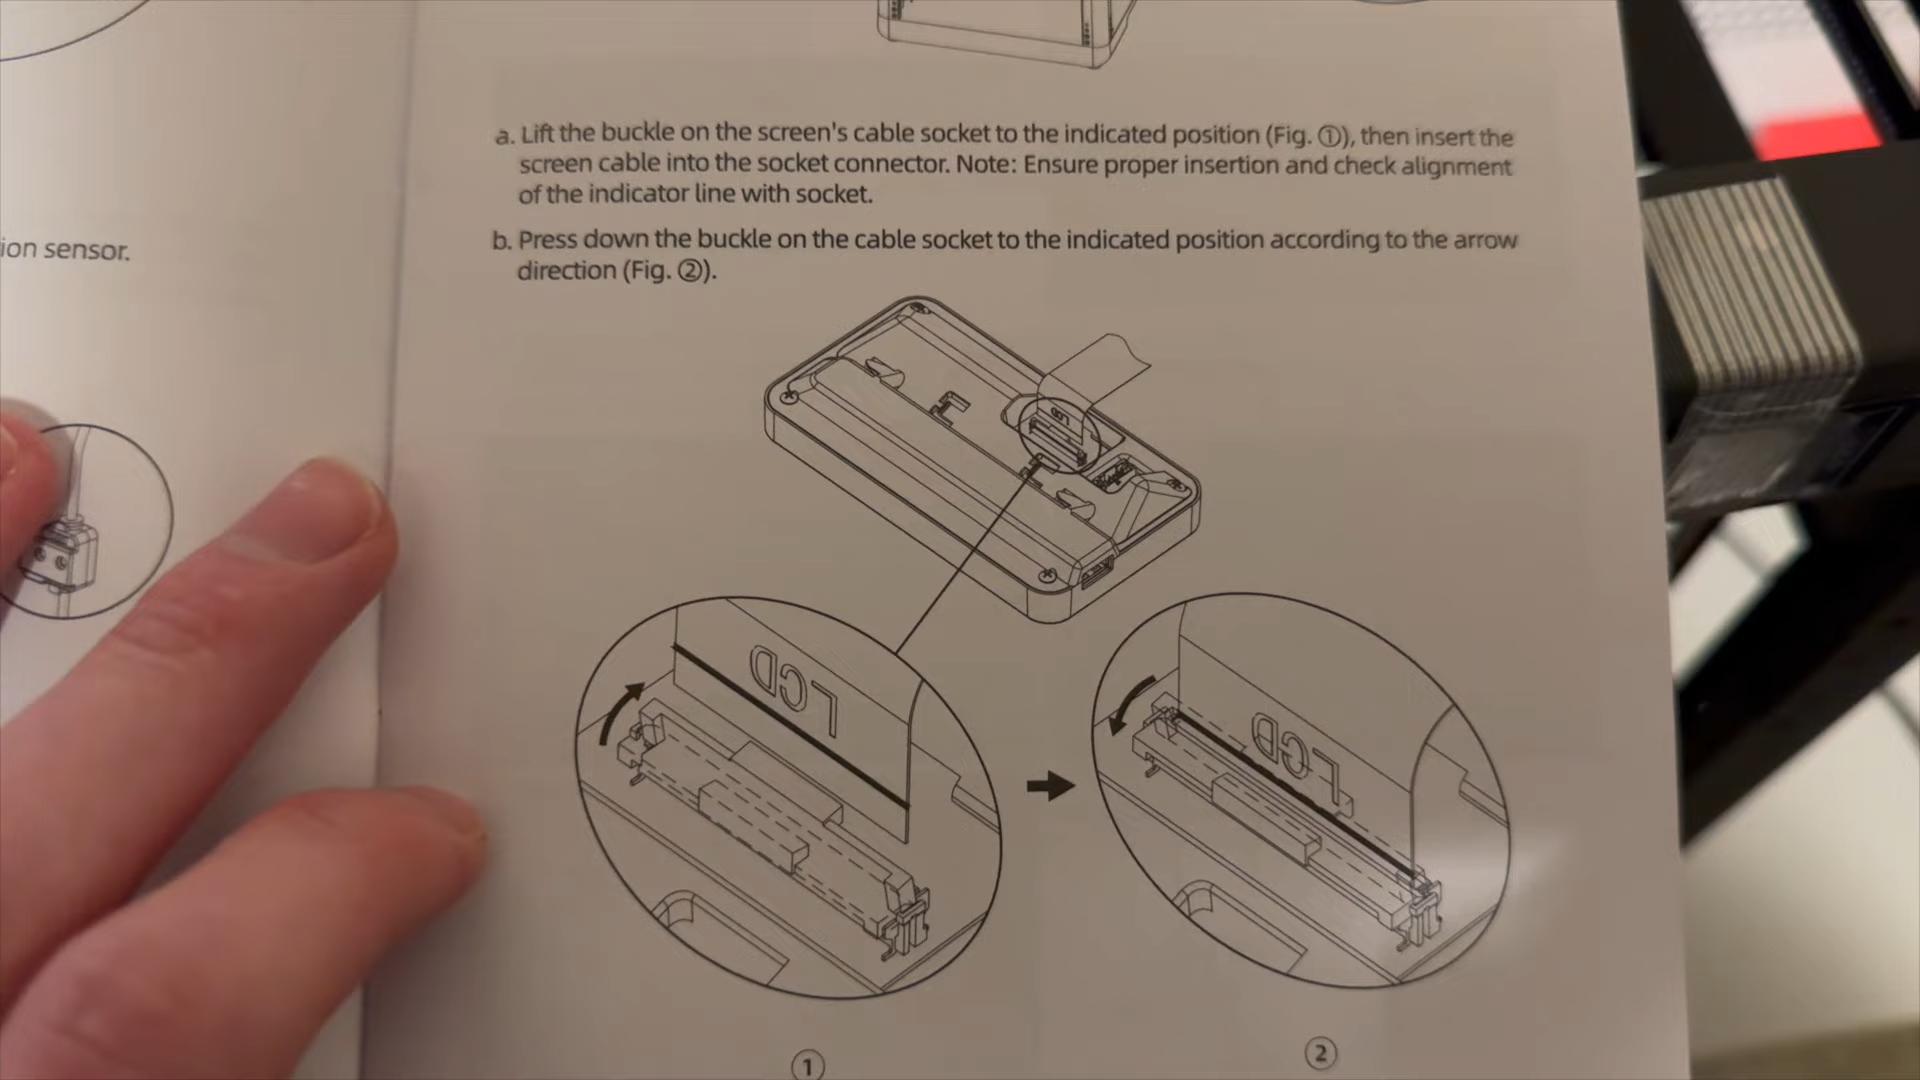 a. Lift the buckle on the screen's cable socket to the indicated position (Fig. ①), then insert the
screen cable into the socket connector. Note: Ensure proper insertion and check alignment
of the indicator line with socket.
b. Press down the buckle on the cable socket to the indicated position according to the arrow
direction (Fig. ②).
ion sensor.
LCD
LCD
①
②